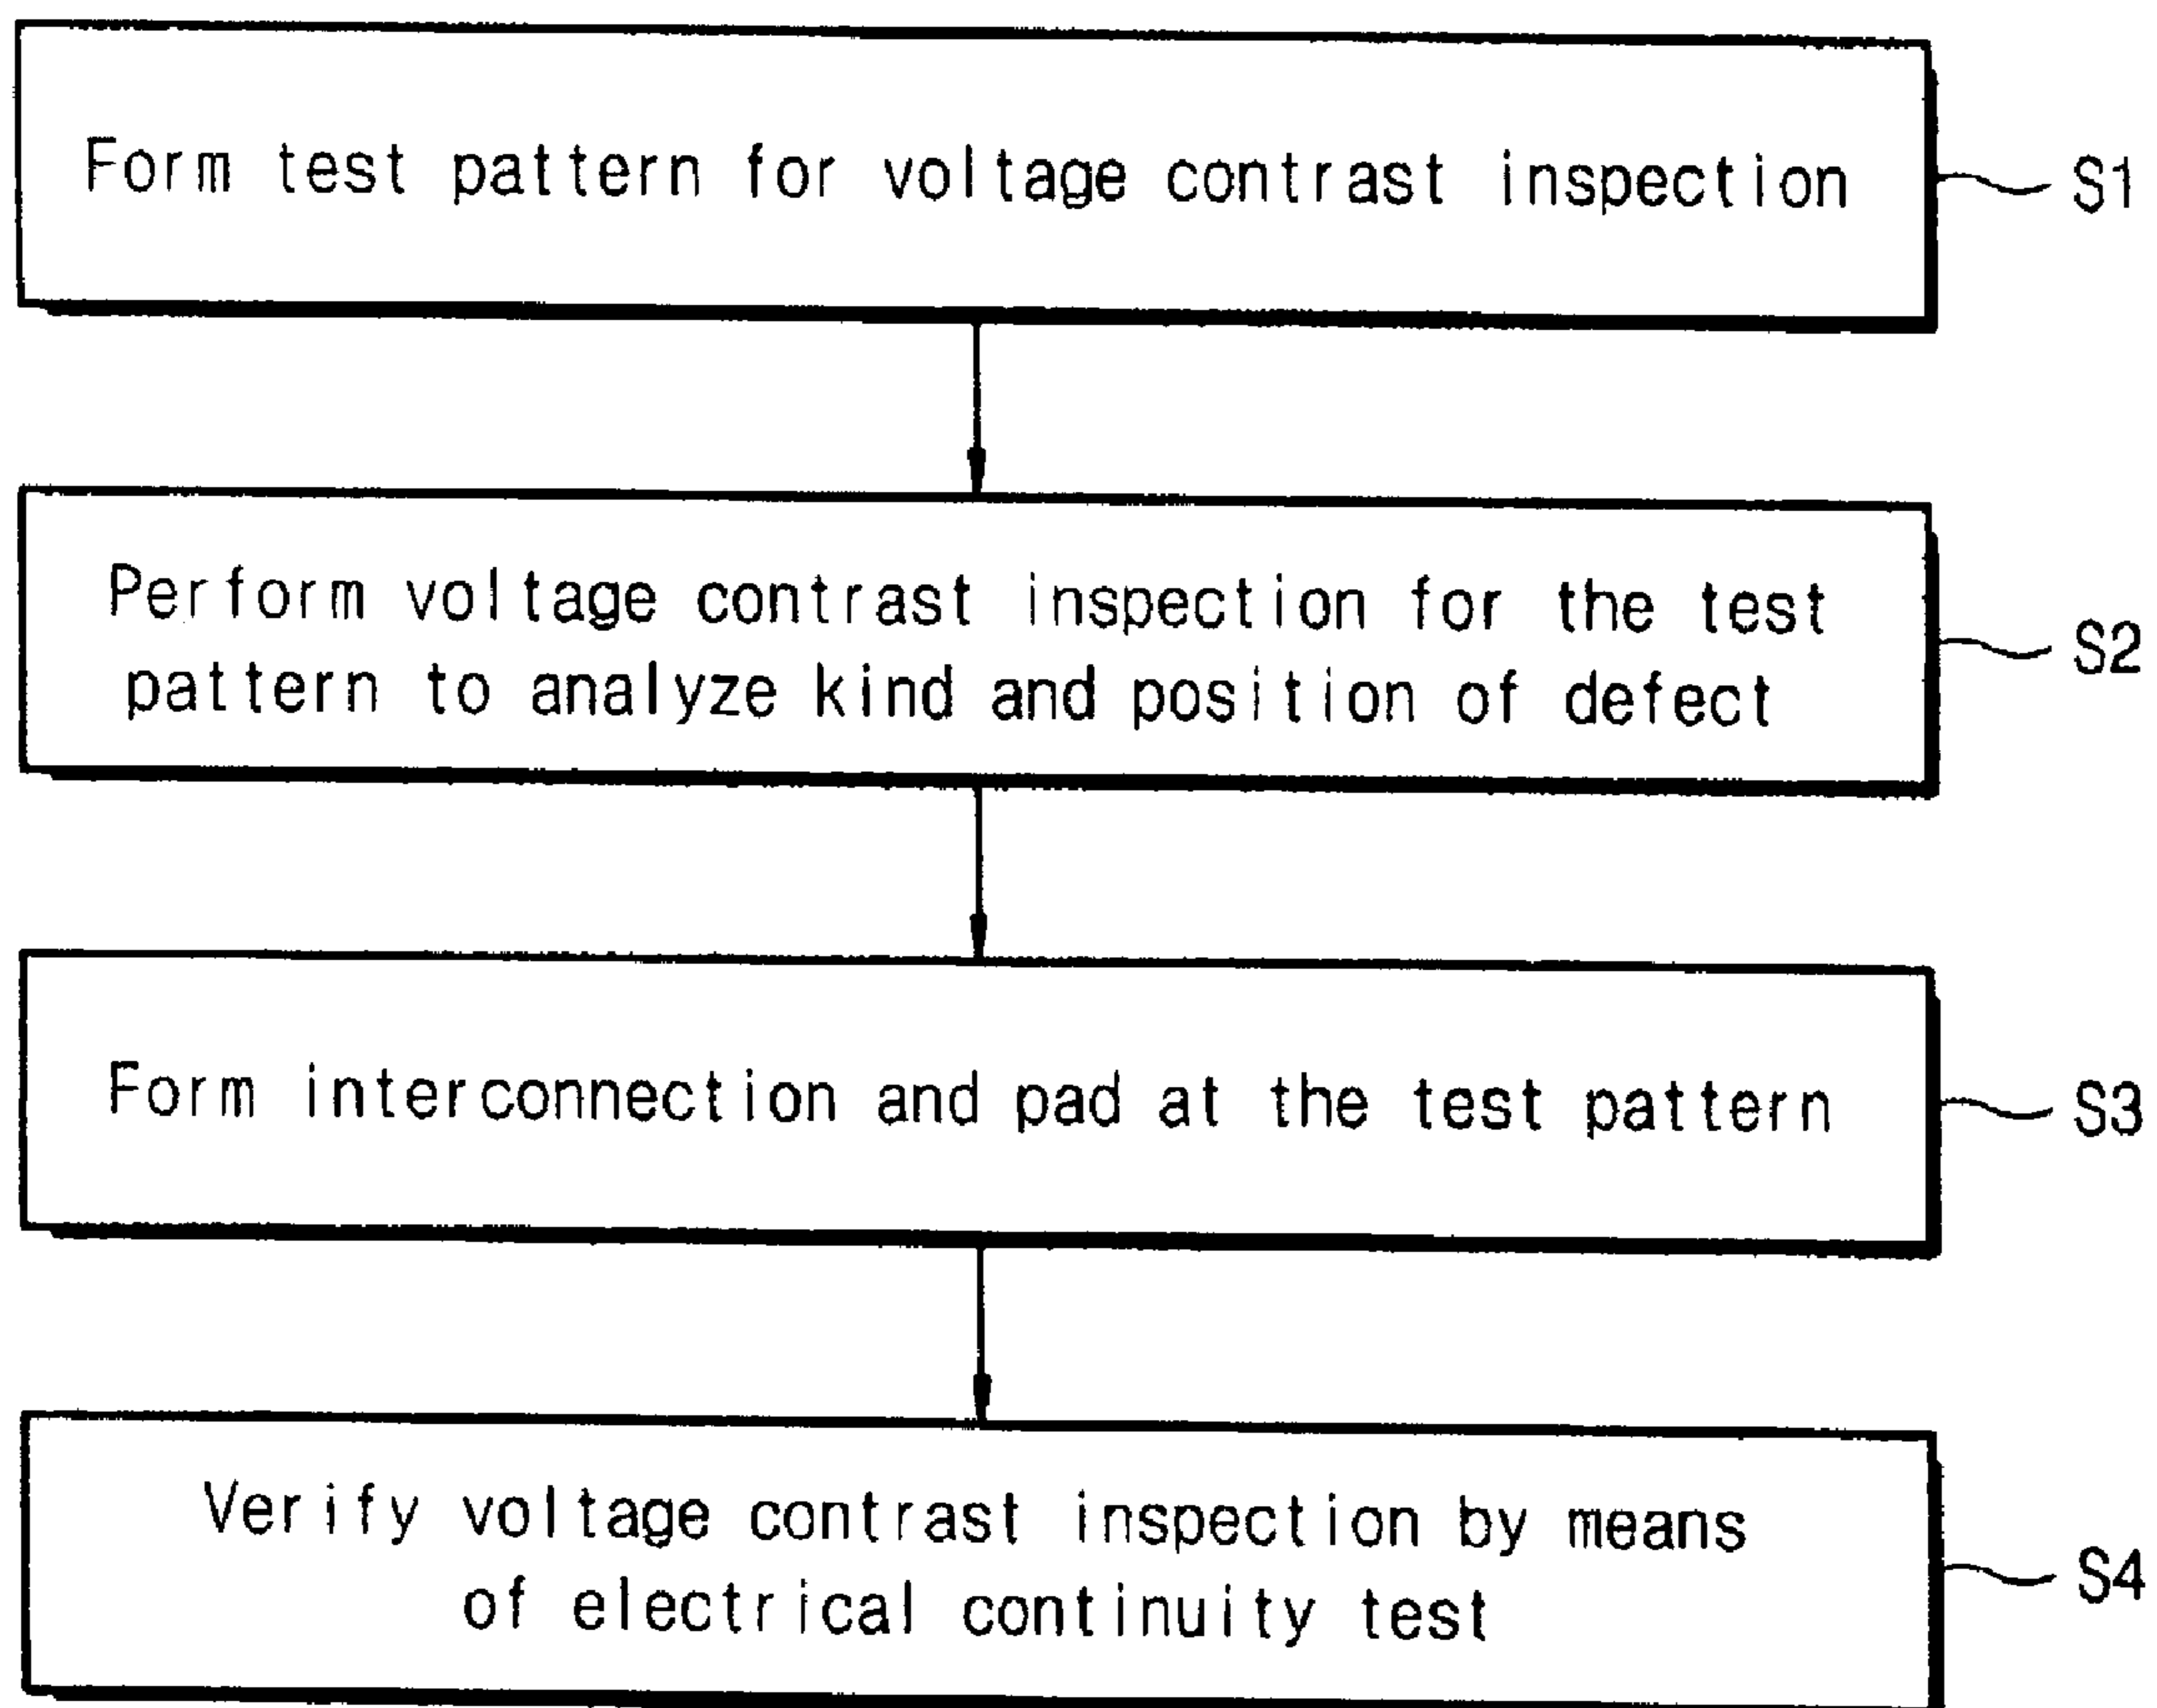 Form test pattern for voltage contrast inspection
S1
Perform voltage contrast inspection for the test
pattern to analyze kind and position of defect
S2
Form interconnection and pad at the test pattern
S3
Verify voltage contrast inspection by means
of electrical continuity test
S4